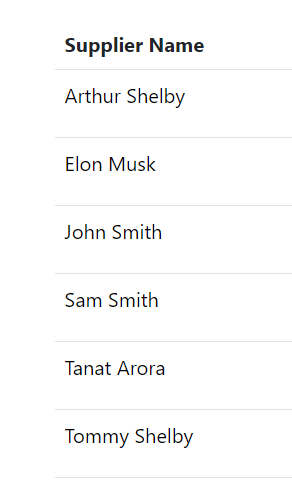 Supplier Name
Arthur Shelby
Elon Musk
John Smith
Sam Smith
Tanat Arora
Tommy Shelby